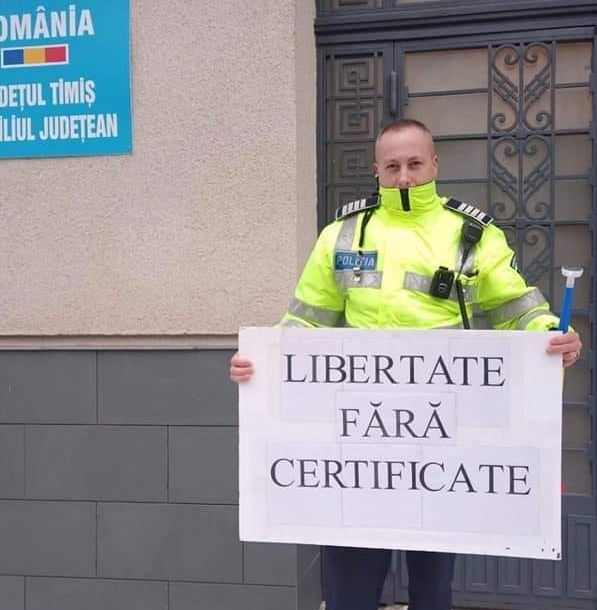 OMÂNIA
DEȚUL TIMIȘ
ILIUL JUDEȚEAN
POLIȚIA
LIBERTATE
FĂRĂ
CERTIFICATE